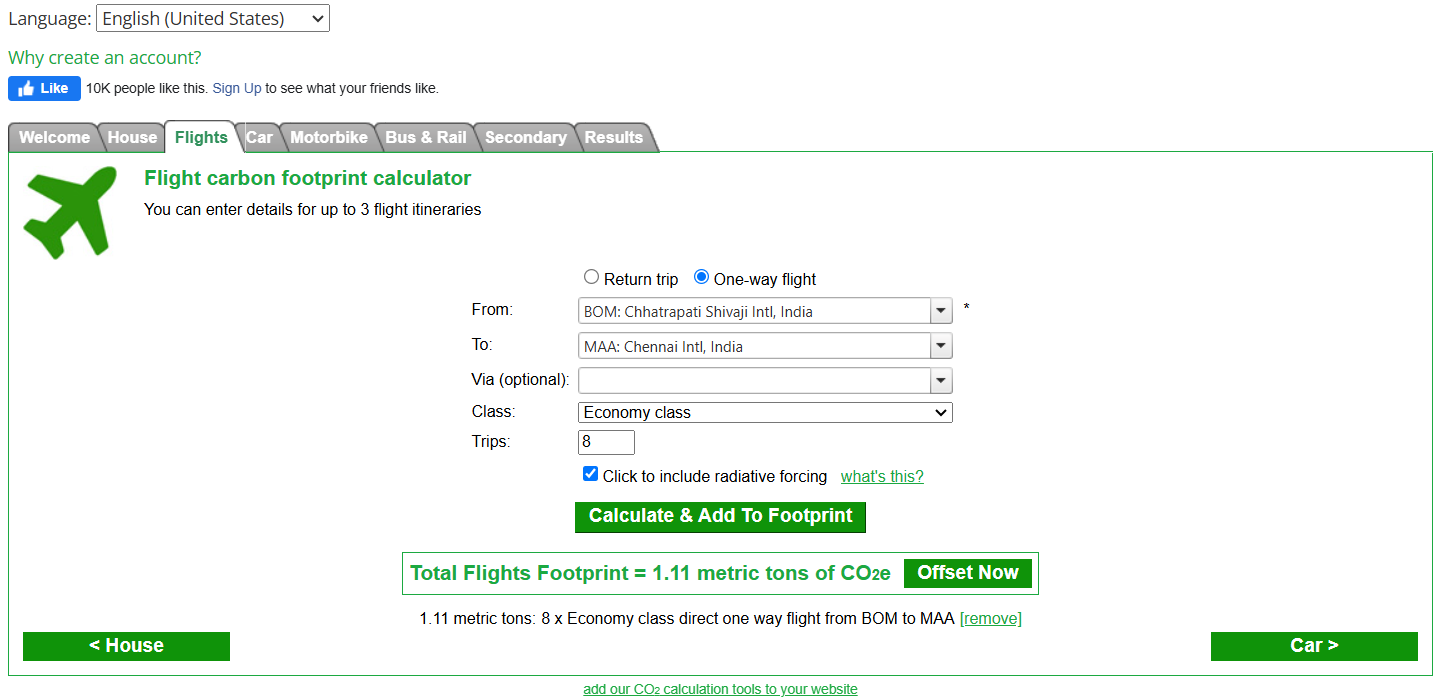 Language: English (United States)
Why create an account?
Like 10K people like this. Sign Up to see what your friends like.
Welcome House Flights Car Motorbike Bus & Rail Secondary Results
Flight carbon footprint calculator
You can enter details for up to 3 flight itineraries
Return trip One-way flight
From: BOM: Chhatrapati Shivaji Intl, India *
To: MAA: Chennai Intl, India
Via (optional):
Class: Economy class
Trips: 8
Click to include radiative forcing what's this?
Calculate & Add To Footprint
Total Flights Footprint = 1.11 metric tons of CO2e Offset Now
1.11 metric tons: 8 x Economy class direct one way flight from BOM to MAA [remove]
< House Car >
add our CO2 calculation tools to your website